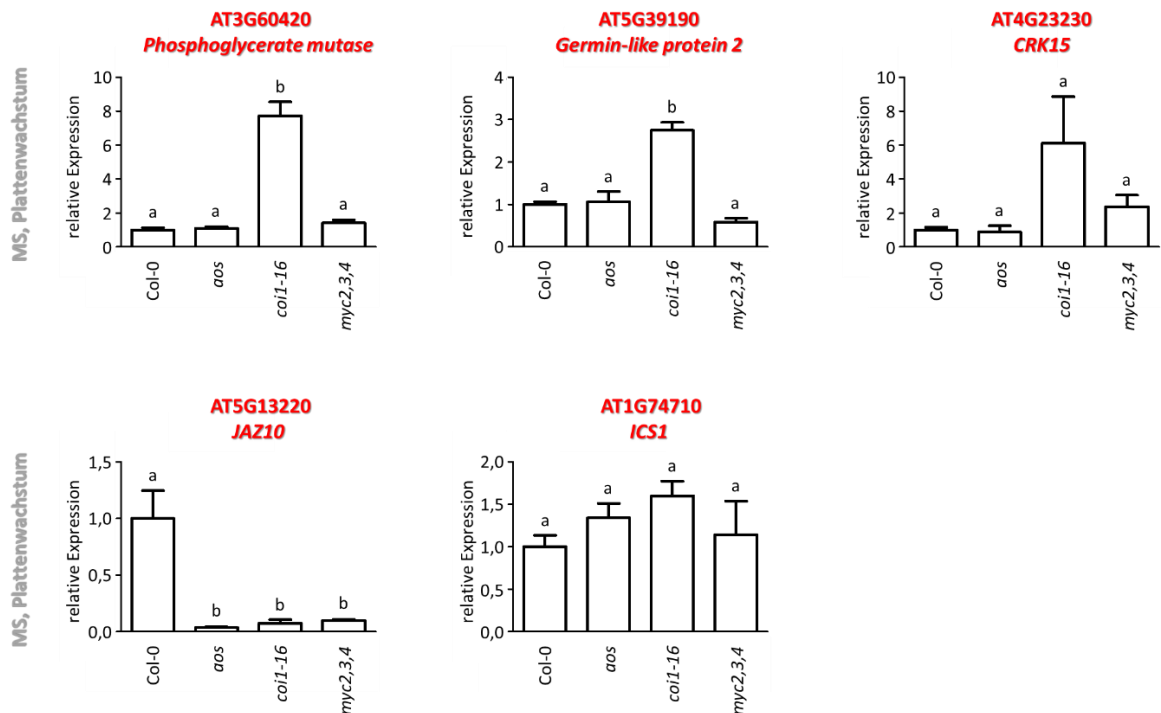 AT3G60420
Phosphoglycerate mutase
MS, Plattenwachstum
relative Expression
10
8
6
4
2
0
a
a
b
a
Col-0
aos
coi1-16
myc2,3,4
AT5G39190
Germin-like protein 2
relative Expression
4
3
2
1
0
a
a
b
a
Col-0
aos
coi1-16
myc2,3,4
AT4G23230
CRK15
relative Expression
10
8
6
4
2
0
a
a
a
a
Col-0
aos
coi1-16
myc2,3,4
AT5G13220
JAZ10
MS, Plattenwachstum
relative Expression
1,5
1,0
0,5
0,0
a
b
b
b
Col-0
aos
coi1-16
myc2,3,4
AT1G74710
ICS1
relative Expression
2,0
1,5
1,0
0,5
0,0
a
a
a
a
Col-0
aos
coi1-16
myc2,3,4